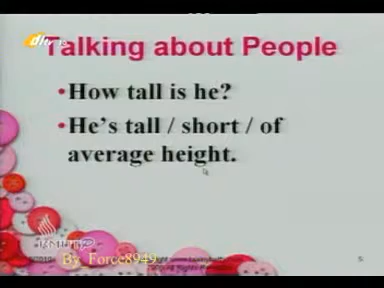 Talking about People
•How tall is he?
•He's tall / short / of
average height.
By Force8949